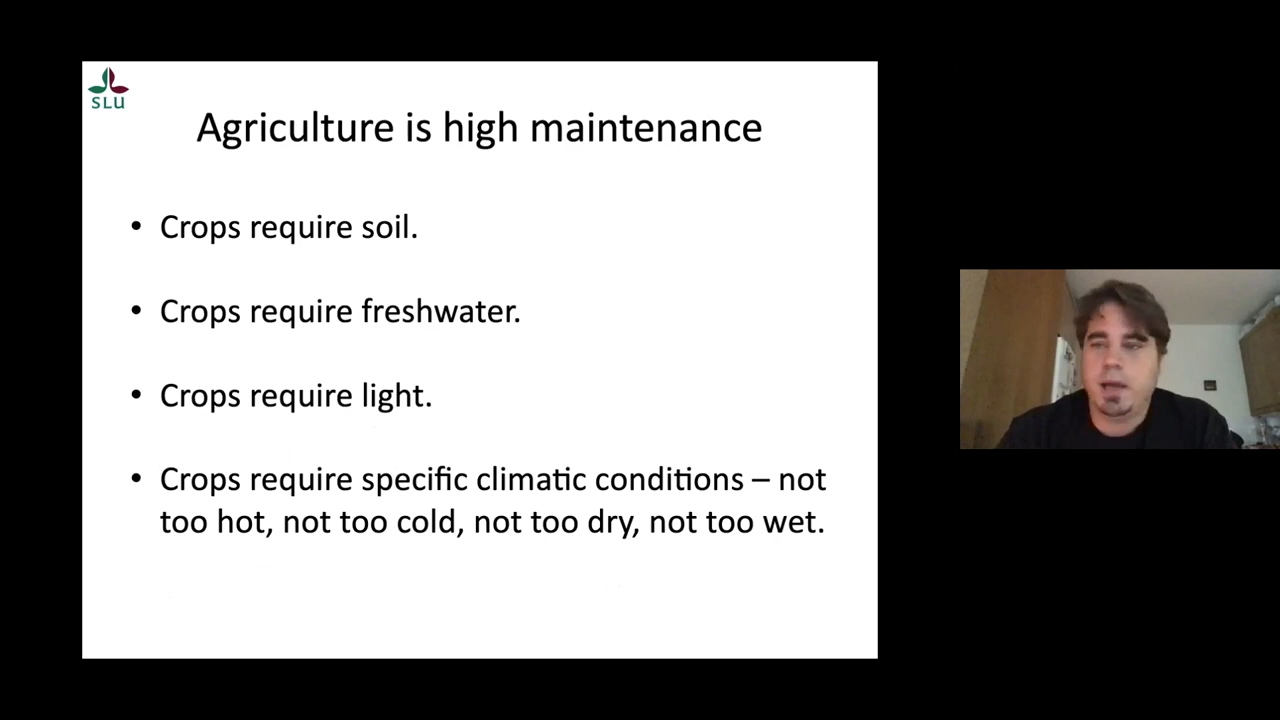 SLU
Agriculture is high maintenance
• Crops require soil.
• Crops require freshwater.
• Crops require light.
• Crops require specific climatic conditions – not
too hot, not too cold, not too dry, not too wet.